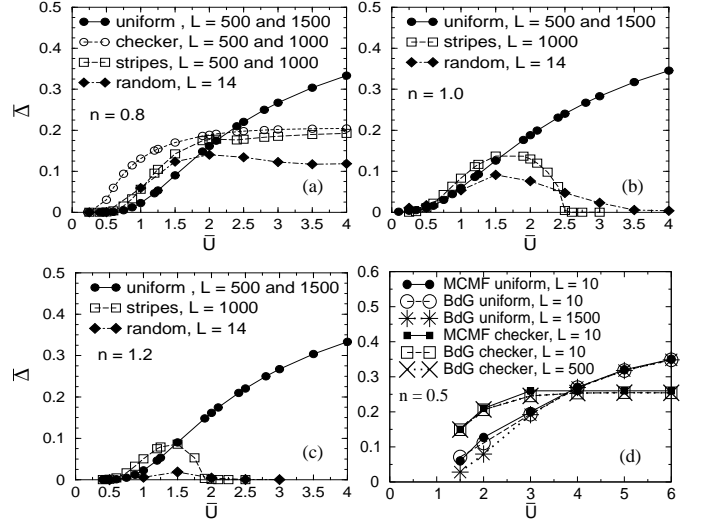 0.5
uniform , L = 500 and 1500
checker, L = 500 and 1000
stripes, L = 500 and 1000
random, L = 14
0.4
0.3
n = 0.8
Δ
0.2
0.1
(a)
0
0 0.5 1 1.5 2 2.5 3 3.5 4
U
0.5
uniform, L = 500 and 1500
stripes, L = 1000
random, L = 14
0.4
0.3
n = 1.0
0.2
0.1
(b)
0
0 0.5 1 1.5 2 2.5 3 3.5 4
U
0.5
uniform , L = 500 and 1500
stripes, L = 1000
random, L = 14
0.4
n = 1.2
0.3
Δ
0.2
0.1
(c)
0
0 0.5 1 1.5 2 2.5 3 3.5 4
U
0.6
MCMF uniform, L = 10
BdG uniform, L = 10
BdG uniform, L = 1500
MCMF checker, L = 10
BdG checker, L = 10
BdG checker, L = 500
0.5
0.4
0.3
n = 0.5
0.2
0.1
(d)
0
0 1 2 3 4 5 6
U